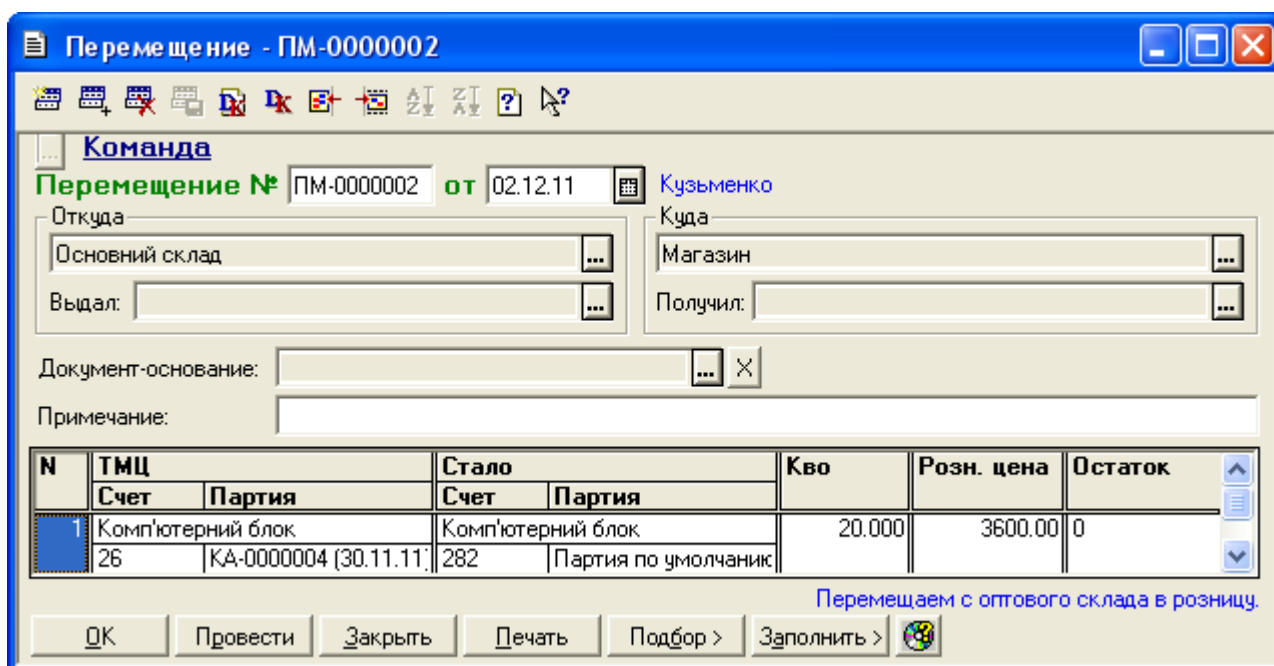 Перемещение - ПМ-0000002
Команда
Перемещение № ПМ-0000002 от 02.12.11 Кузьменко
Откуда Куда
Основний склад ... Магазин ...
Выдал: ... Получил: ...
Документ-основание: ... X
Примечание:
N ТМЦ Стало Кво Розн. цена Остаток
Счет Партия Счет Партия
1 Комп'ютерний блок Комп'ютерний блок 20.000 3600.00 0
26 КА-0000004 (30.11.11) 282 Партия по умолчанию
Перемещаем с оптового склада в розницу.
OK Провести Закрыть Печать Подбор > Заполнить >